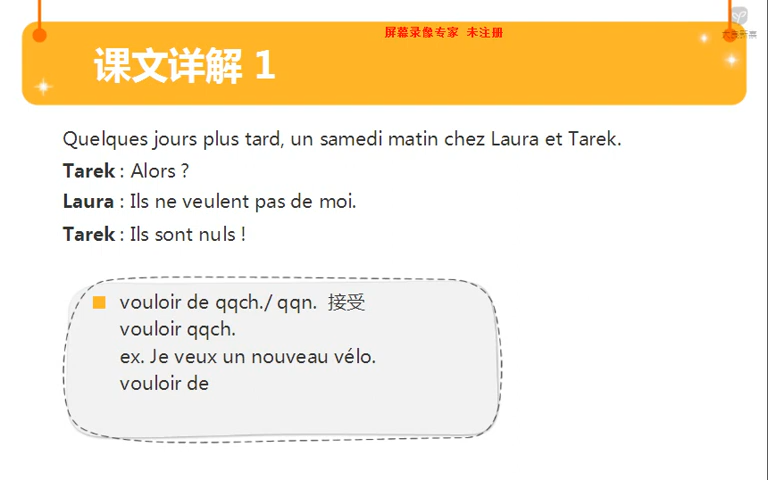 屏幕录像专家 未注册
课文详解 1
Quelques jours plus tard, un samedi matin chez Laura et Tarek.
Tarek : Alors ?
Laura : Ils ne veulent pas de moi.
Tarek : Ils sont nuls !
vouloir de qqch./ qqn. 接受
vouloir qqch.
ex. Je veux un nouveau vélo.
vouloir de